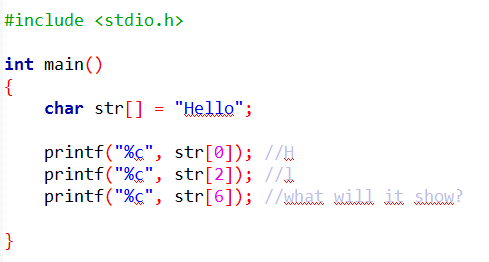 #include <stdio.h>
int main()
{
char str[] = "Hello";
printf("%c", str[0]); //H
printf("%c", str[2]); //l
printf("%c", str[6]); //what will it show?
}